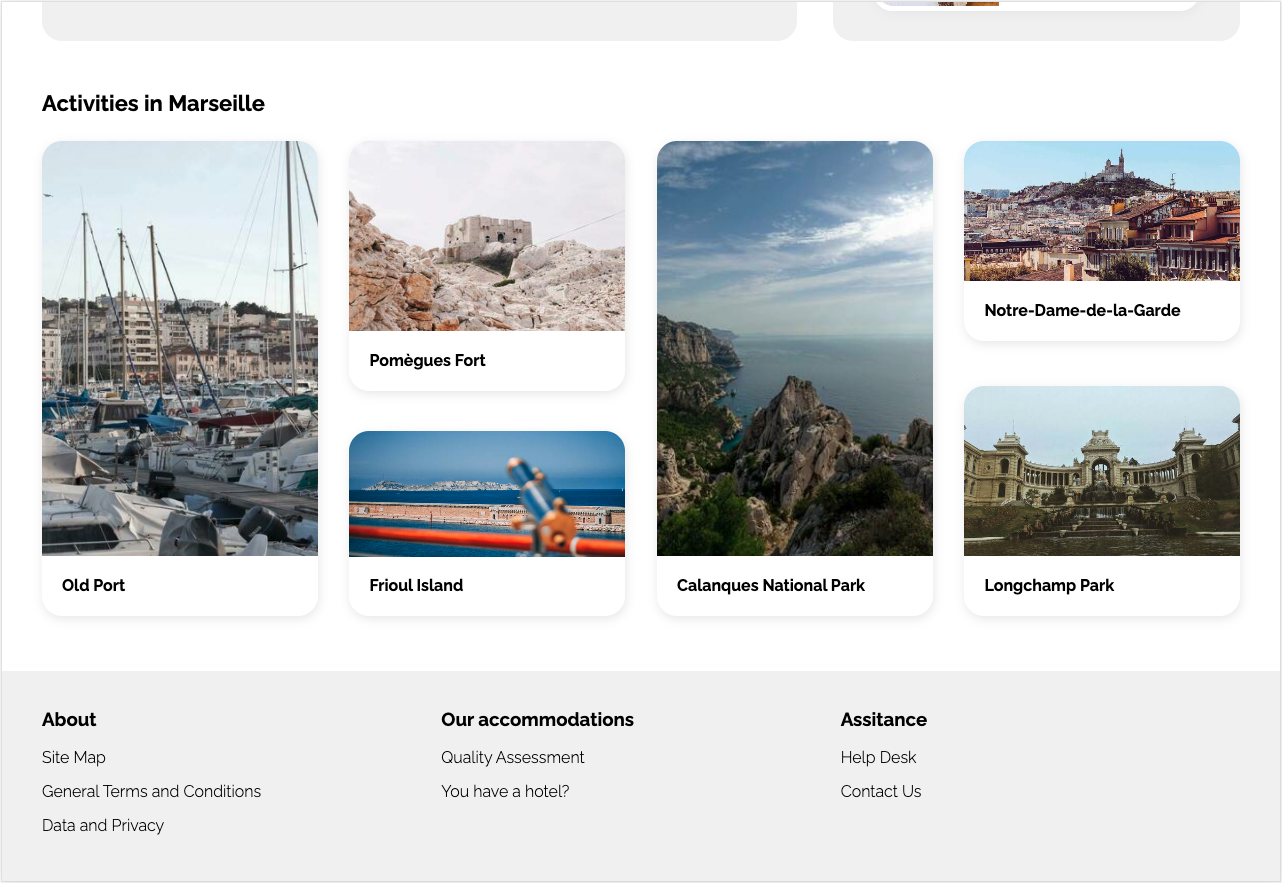 Activities in Marseille
Old Port
Pomègues Fort
Frioul Island
Calanques National Park
Notre-Dame-de-la-Garde
Longchamp Park
About
Site Map
General Terms and Conditions
Data and Privacy
Our accommodations
Quality Assessment
You have a hotel?
Assitance
Help Desk
Contact Us